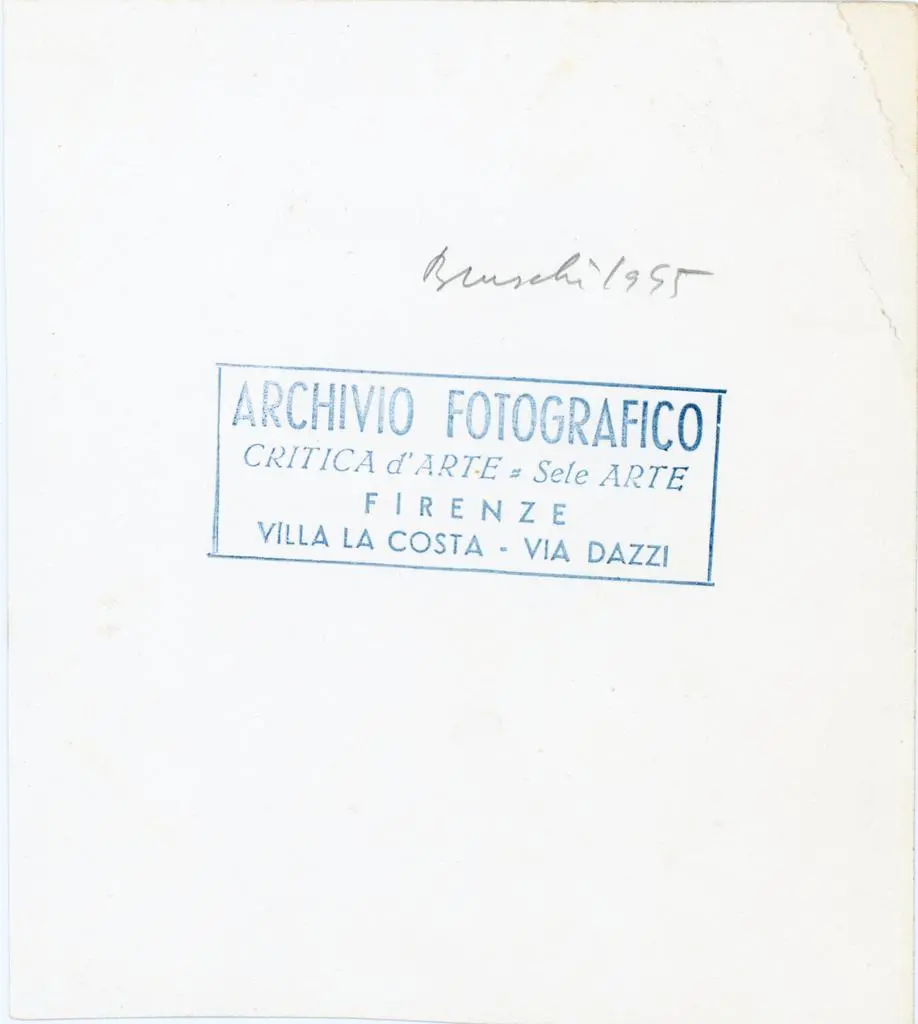 Bruschi 1955
ARCHIVIO FOTOGRAFICO
CRITICA d'ARTE = Sele ARTE
FIRENZE
VILLA LA COSTA - VIA DAZZI